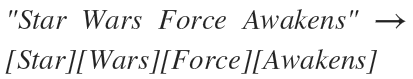 "Star Wars Force Awakens" →
[Star][Wars][Force][Awakens]